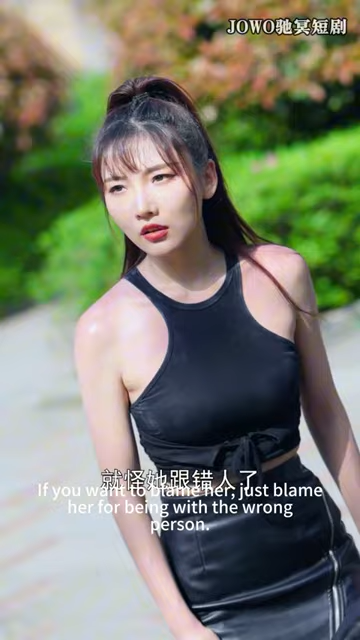 JOWO驰冥短剧
就怪她跟错人了
If you want to blame her, just blame
her for being with the wrong
person.